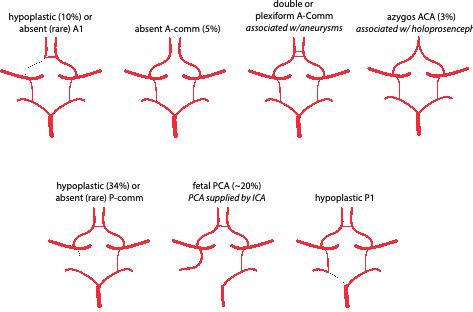 hypoplastic (10%) or
absent (rare) A1
absent A-comm (5%)
double or
plexiform A-Comm
associated w/aneurysms
azygos ACA (3%)
associated w/ holoprosenceph
hypoplastic (34%) or
absent (rare) P-comm
fetal PCA (~20%)
PCA supplied by ICA
hypoplastic P1